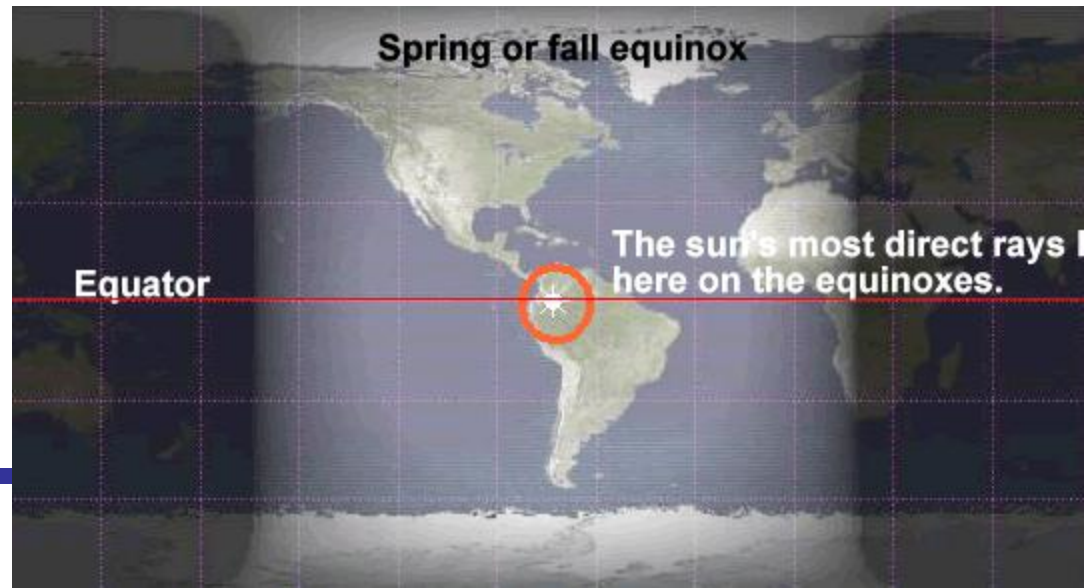 Spring or fall equinox
The sun's most direct rays
here on the equinoxes.
Equator